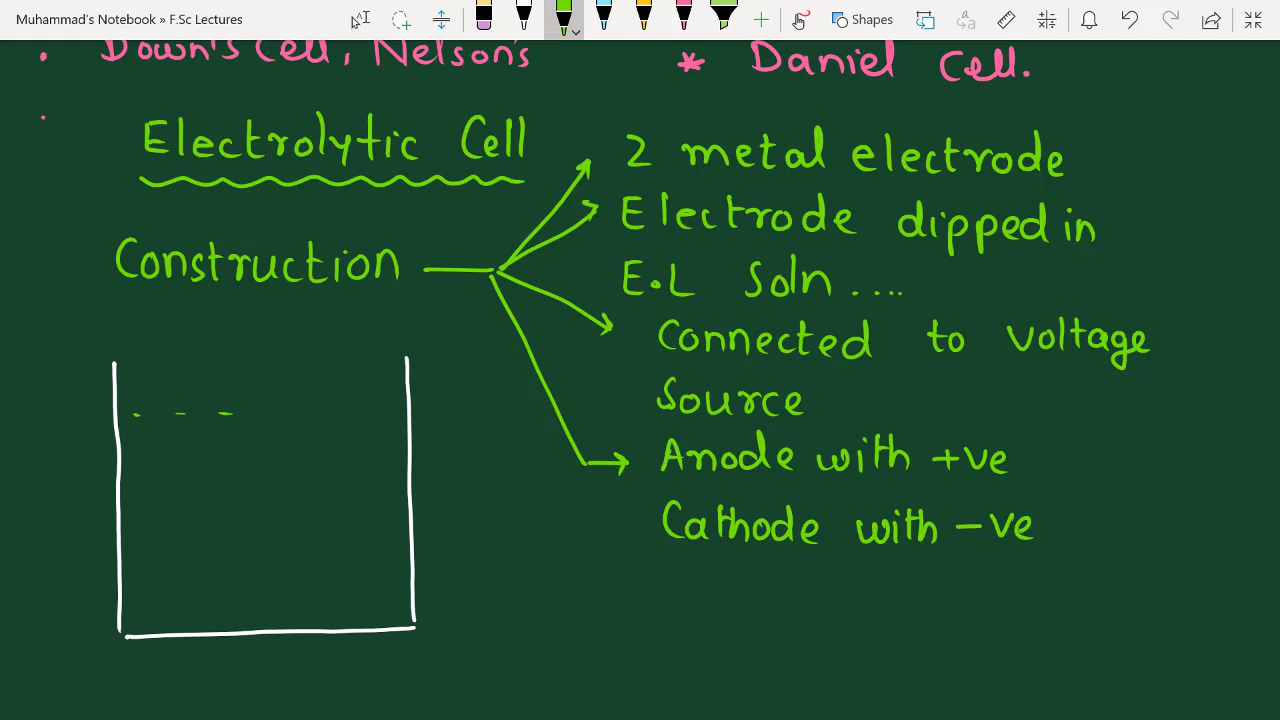 Muhammad's Notebook » F.Sc Lectures
Shapes
• Down's Cell, Nelson's
* Daniel Cell.
•
Electrolytic Cell
Construction
2 metal electrode
Electrode dipped in
E.L Soln ....
Connected to voltage
Source
Anode with +ve
Cathode with -ve